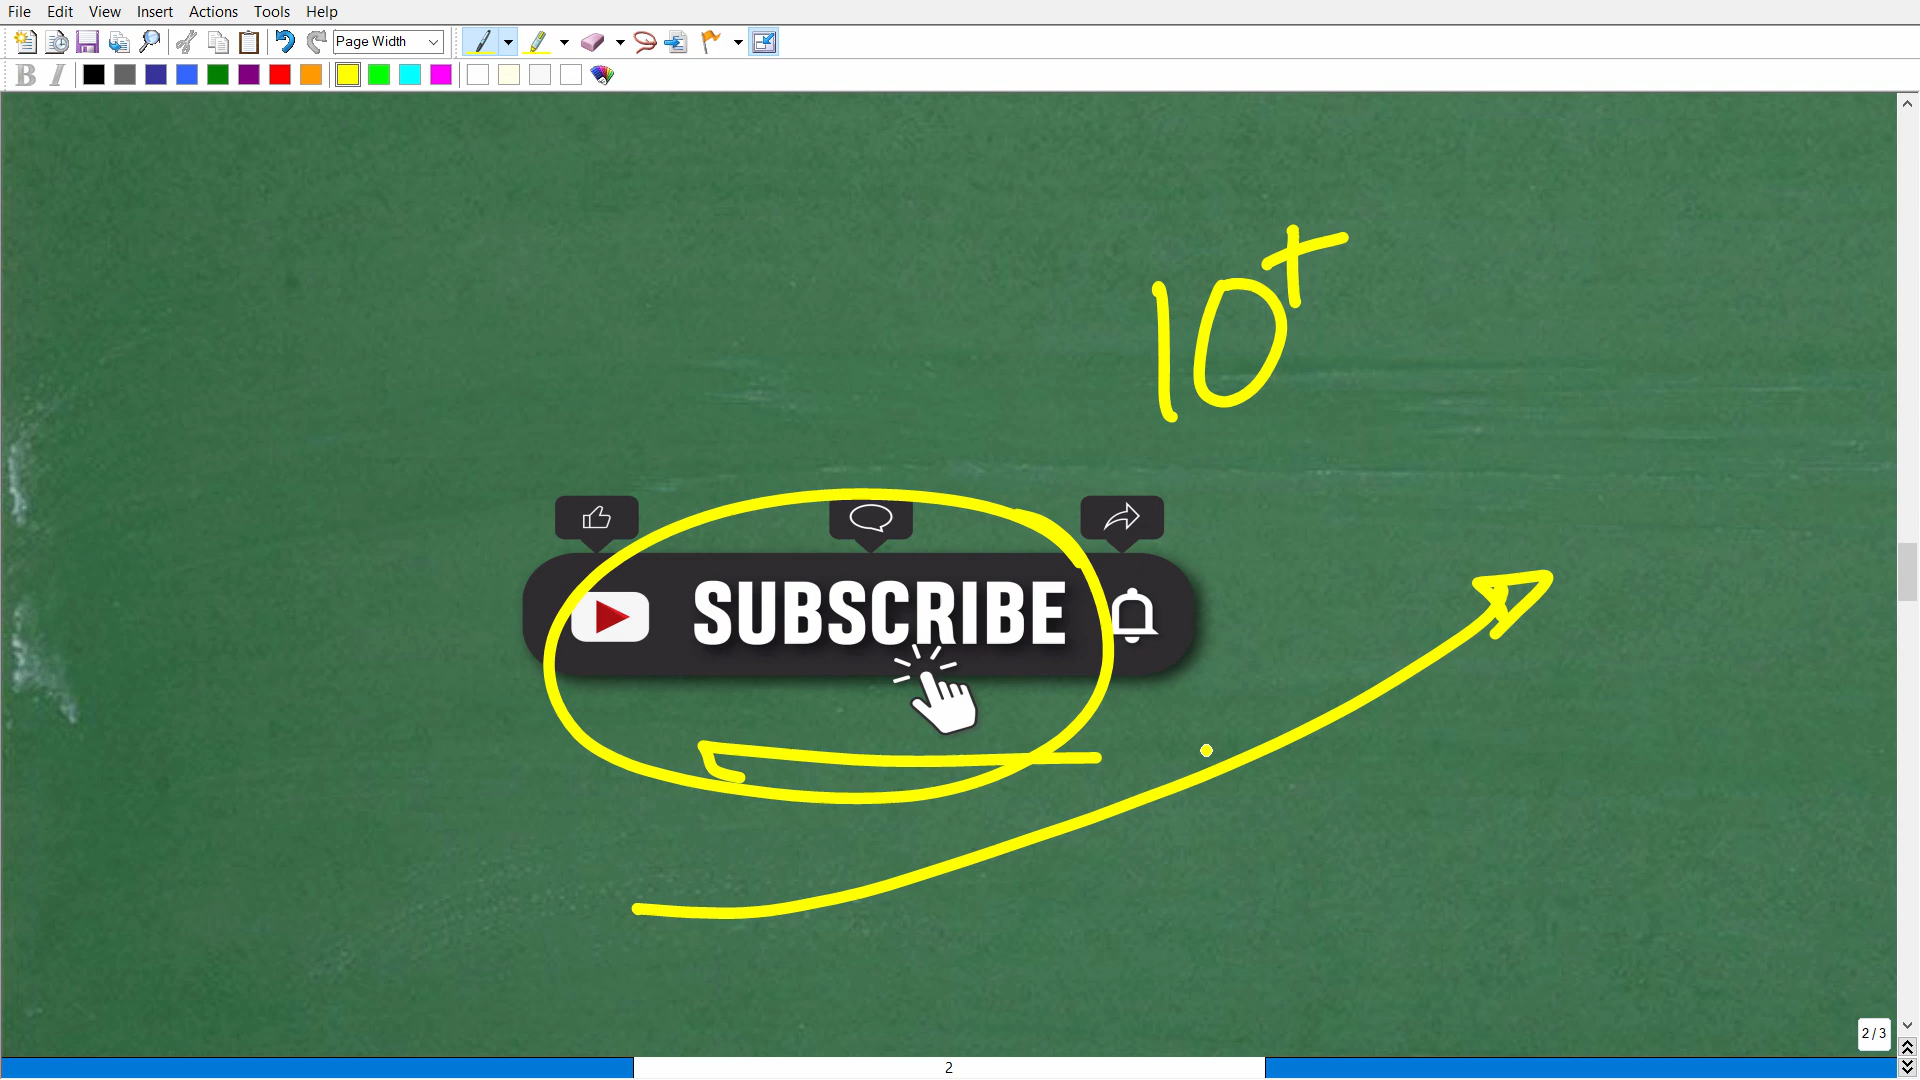 File Edit View Insert Actions Tools Help
Page Width
B I
10+
SUBSCRIBE
2 / 3
2